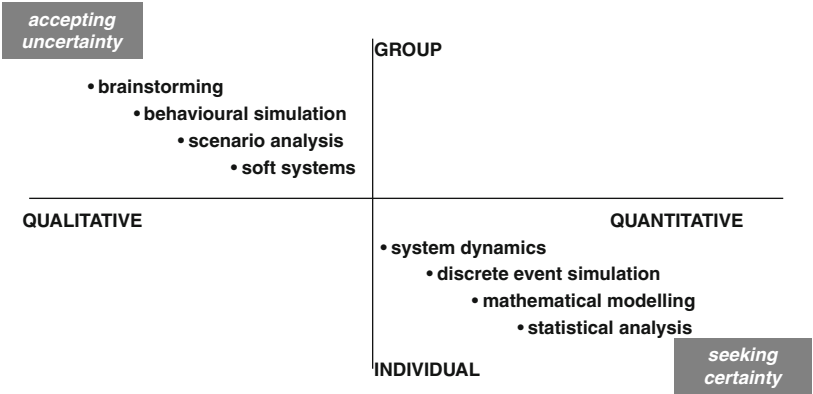 accepting
uncertainty
GROUP
• brainstorming
• behavioural simulation
• scenario analysis
• soft systems
QUALITATIVE
QUANTITATIVE
• system dynamics
• discrete event simulation
• mathematical modelling
• statistical analysis
INDIVIDUAL
seeking
certainty